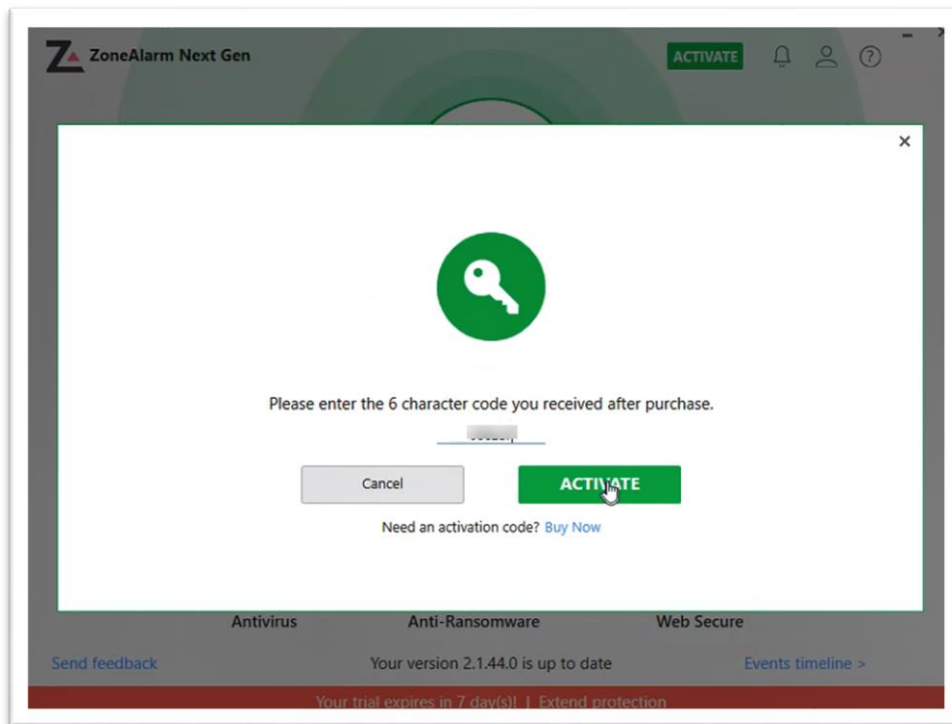 ZoneAlarm Next Gen
ACTIVATE
Please enter the 6 character code you received after purchase.
Cancel
ACTIVATE
Need an activation code? Buy Now
Antivirus Anti-Ransomware Web Secure
Send feedback Your version 2.1.44.0 is up to date Events timeline >
Your trial expires in 7 day(s)! | Extend protection